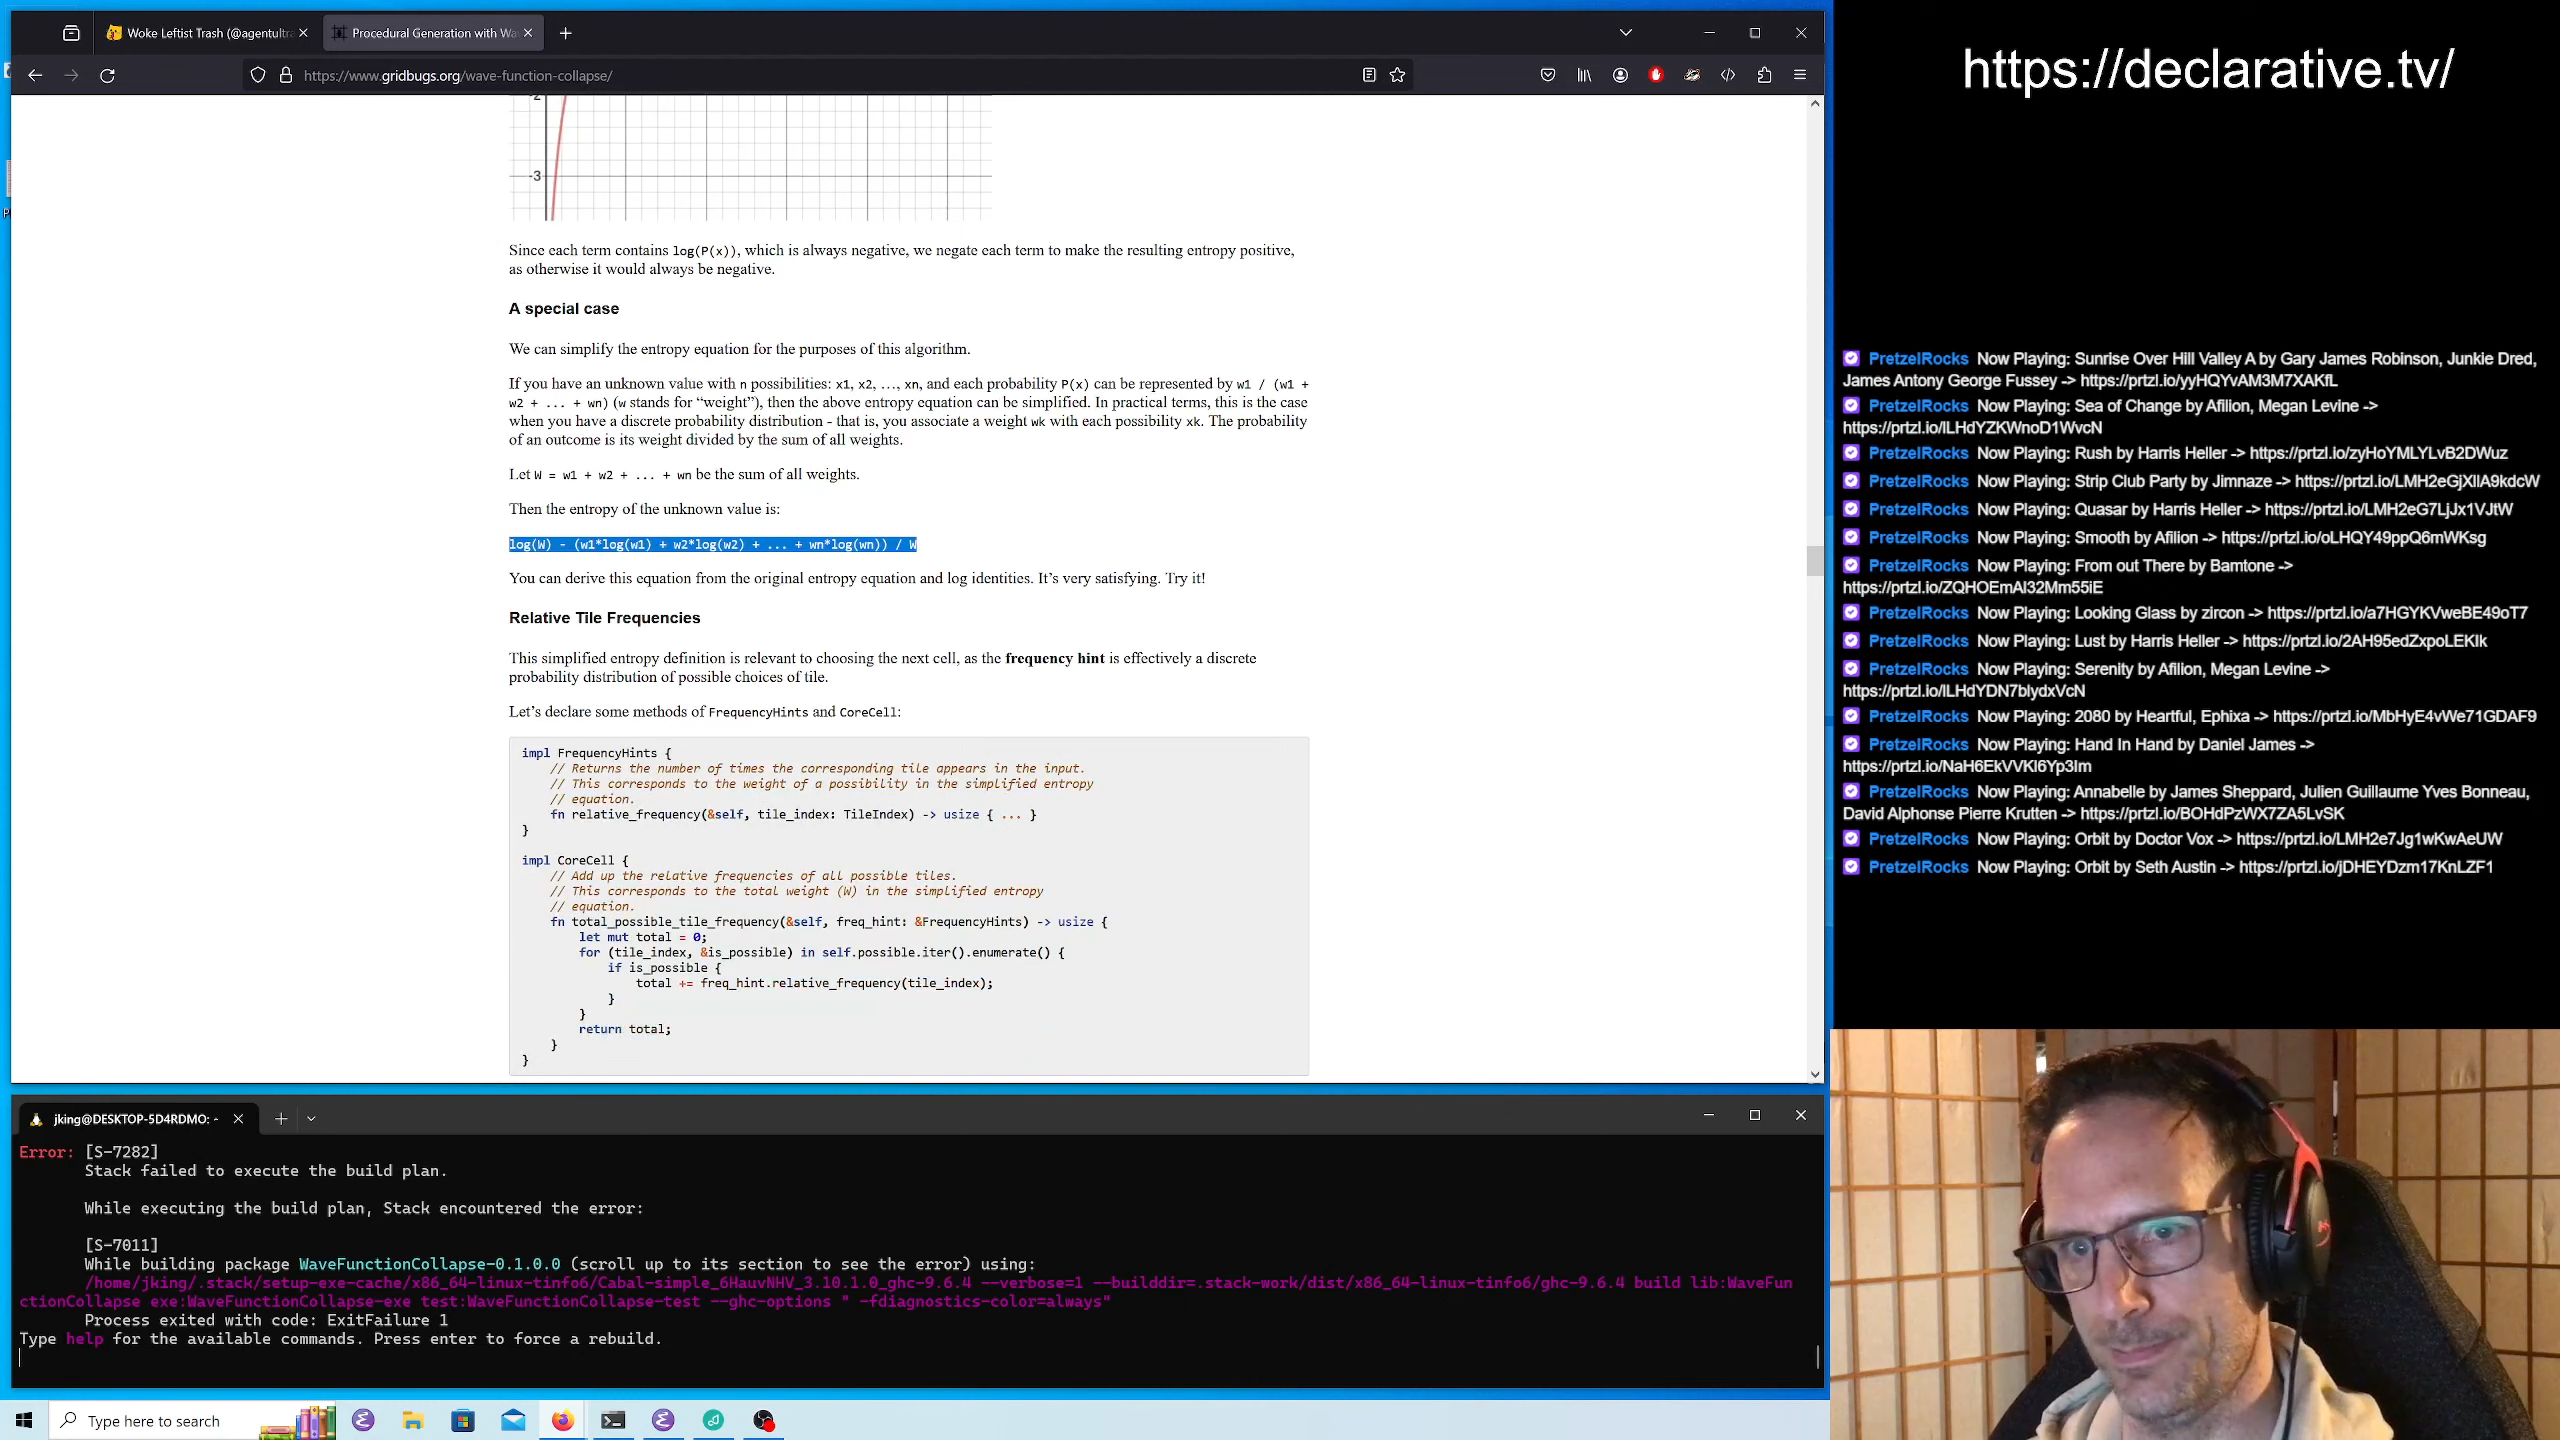 Woke Leftist Trash (@agentultra
Procedural Generation with Wa
https://www.gridbugs.org/wave-function-collapse/
-2
-3
Since each term contains log(P(x)), which is always negative, we negate each term to make the resulting entropy positive,
as otherwise it would always be negative.
A special case
We can simplify the entropy equation for the purposes of this algorithm.
If you have an unknown value with n possibilities: x1, x2, ..., xn, and each probability P(x) can be represented by w1 / (w1 +
w2 + ... + wn) (w stands for “weight”), then the above entropy equation can be simplified. In practical terms, this is the case
when you have a discrete probability distribution - that is, you associate a weight wk with each possibility xk. The probability
of an outcome is its weight divided by the sum of all weights.
Let W = w1 + w2 + ... + wn be the sum of all weights.
Then the entropy of the unknown value is:
log(W) - (w1*log(w1) + w2*log(w2) + ... + wn*log(wn)) / W
You can derive this equation from the original entropy equation and log identities. It’s very satisfying. Try it!
Relative Tile Frequencies
This simplified entropy definition is relevant to choosing the next cell, as the frequency hint is effectively a discrete
probability distribution of possible choices of tile.
Let’s declare some methods of FrequencyHints and CoreCell:
impl FrequencyHints {
// Returns the number of times the corresponding tile appears in the input.
// This corresponds to the weight of a possibility in the simplified entropy
// equation.
fn relative_frequency(&self, tile_index: TileIndex) -> usize { ... }
}
impl CoreCell {
// Add up the relative frequencies of all possible tiles.
// This corresponds to the total weight (W) in the simplified entropy
// equation.
fn total_possible_tile_frequency(&self, freq_hint: &FrequencyHints) -> usize {
let mut total = 0;
for (tile_index, &is_possible) in self.possible.iter().enumerate() {
if is_possible {
total += freq_hint.relative_frequency(tile_index);
}
}
return total;
}
}
jking@DESKTOP-5D4RDMO: ~
Error: [S-7282]
Stack failed to execute the build plan.
While executing the build plan, Stack encountered the error:
[S-7011]
While building package WaveFunctionCollapse-0.1.0.0 (scroll up to its section to see the error) using:
/home/jking/.stack/setup-exe-cache/x86_64-linux-tinfo6/Cabal-simple_6HauvNHV_3.10.1.0_ghc-9.6.4 --verbose=1 --builddir=.stack-work/dist/x86_64-linux-tinfo6/ghc-9.6.4 build lib:WaveFun
ctionCollapse exe:WaveFunctionCollapse-exe test:WaveFunctionCollapse-test --ghc-options " -fdiagnostics-color=always"
Process exited with code: ExitFailure 1
Type help for the available commands. Press enter to force a rebuild.
Type here to search
https://declarative.tv/
PretzelRocks Now Playing: Sunrise Over Hill Valley A by Gary James Robinson, Junkie Dred,
James Antony George Fussey -> https://prtzl.io/yyHQYvAM3M7XAKfL
PretzelRocks Now Playing: Sea of Change by Afilion, Megan Levine ->
https://prtzl.io/lLHdYZKWnoD1WvcN
PretzelRocks Now Playing: Rush by Harris Heller -> https://prtzl.io/zyHoYMLYLvB2DWuz
PretzelRocks Now Playing: Strip Club Party by Jimnaze -> https://prtzl.io/LMH2eGjXllA9kdcW
PretzelRocks Now Playing: Quasar by Harris Heller -> https://prtzl.io/LMH2eG7LjJx1VJtW
PretzelRocks Now Playing: Smooth by Afilion -> https://prtzl.io/oLHQY49ppQ6mWKsg
PretzelRocks Now Playing: From out There by Bamtone ->
https://prtzl.io/ZQHOEmAl32Mm55iE
PretzelRocks Now Playing: Looking Glass by zircon -> https://prtzl.io/a7HGYKVweBE49oT7
PretzelRocks Now Playing: Lust by Harris Heller -> https://prtzl.io/2AH95edZxpoLEKlk
PretzelRocks Now Playing: Serenity by Afilion, Megan Levine ->
https://prtzl.io/lLHdYDN7blydxVcN
PretzelRocks Now Playing: 2080 by Heartful, Ephixa -> https://prtzl.io/MbHyE4vWe71GDAF9
PretzelRocks Now Playing: Hand In Hand by Daniel James ->
https://prtzl.io/NaH6EkVVKl6Yp3Im
PretzelRocks Now Playing: Annabelle by James Sheppard, Julien Guillaume Yves Bonneau,
David Alphonse Pierre Krutten -> https://prtzl.io/BOHdPzWX7ZA5LvSK
PretzelRocks Now Playing: Orbit by Doctor Vox -> https://prtzl.io/LMH2e7Jg1wKwAeUW
PretzelRocks Now Playing: Orbit by Seth Austin -> https://prtzl.io/jDHEYDzm17KnLZF1